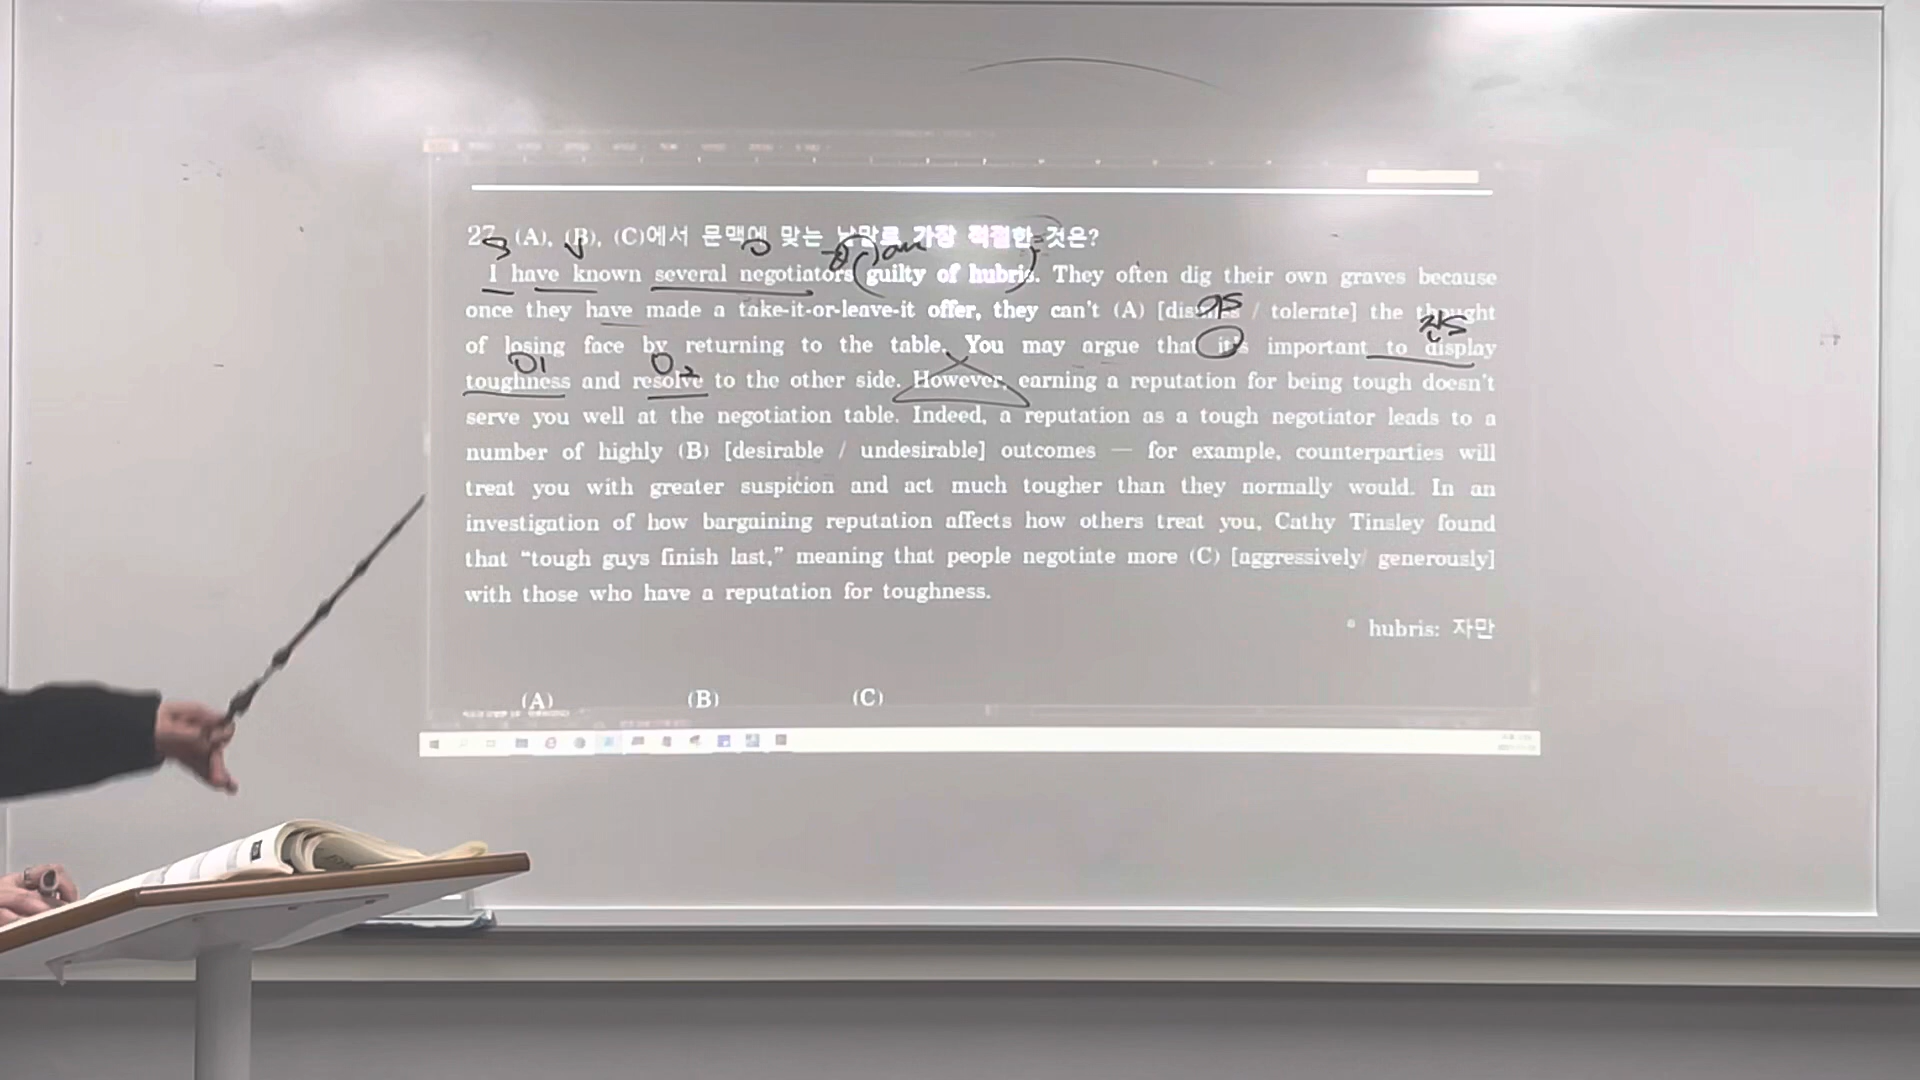 27. (A), (B), (C)에서 문맥에 맞는 낱말로 가장 적절한 것은?
I have known several negotiators guilty of hubris. They often dig their own graves because
once they have made a take-it-or-leave-it offer, they can't (A) [dismiss / tolerate] the thought
of losing face by returning to the table. You may argue that it's important to display
toughness and resolve to the other side. However, earning a reputation for being tough doesn't
serve you well at the negotiation table. Indeed, a reputation as a tough negotiator leads to a
number of highly (B) [desirable / undesirable] outcomes — for example, counterparties will
treat you with greater suspicion and act much tougher than they normally would. In an
investigation of how bargaining reputation affects how others treat you, Cathy Tinsley found
that “tough guys finish last,” meaning that people negotiate more (C) [aggressively/ generously]
with those who have a reputation for toughness.
* hubris: 자만
(A) (B) (C)
S V O
가S
진S
O1 O2